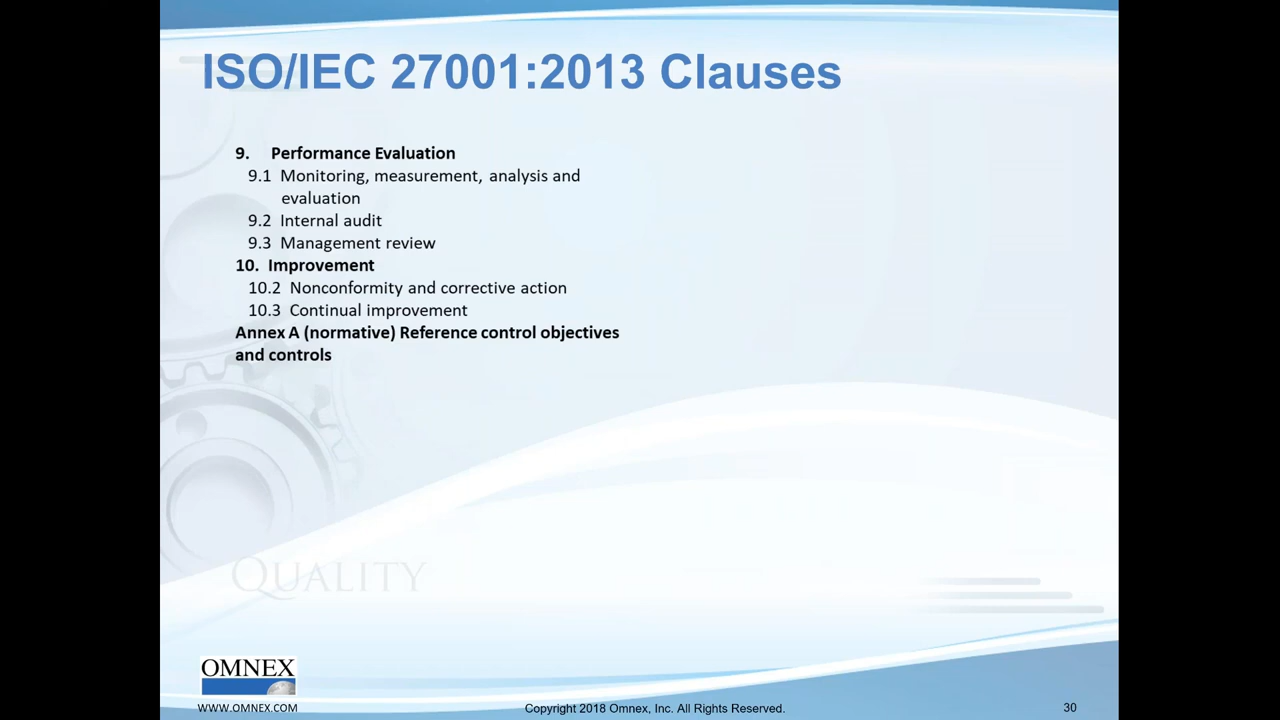 ISO/IEC 27001:2013 Clauses
9. Performance Evaluation
9.1 Monitoring, measurement, analysis and
evaluation
9.2 Internal audit
9.3 Management review
10. Improvement
10.2 Nonconformity and corrective action
10.3 Continual improvement
Annex A (normative) Reference control objectives
and controls
QUALITY
OMNEX
WWW.OMNEX.COM
Copyright 2018 Omnex, Inc. All Rights Reserved.
30